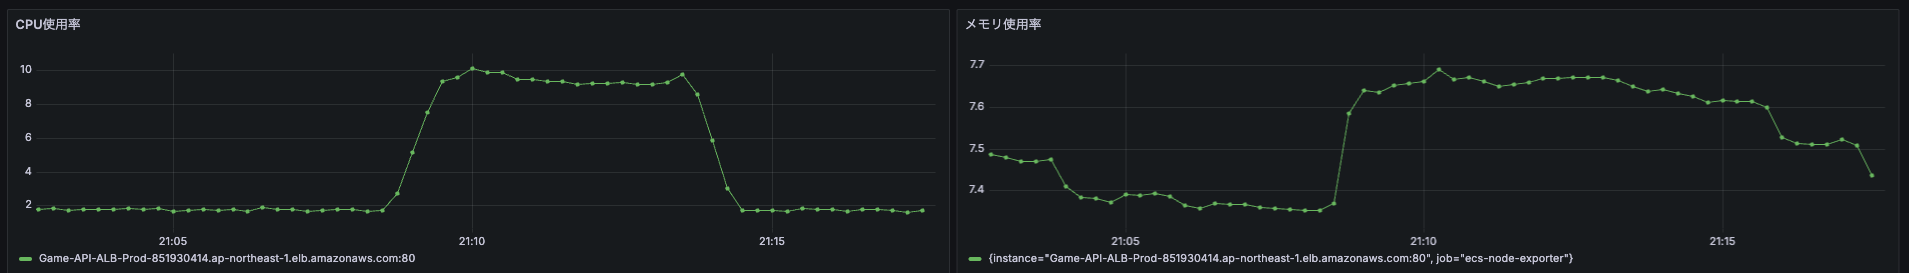 CPU使用率
10
8
6
4
2
21:05 21:10 21:15
Game-API-ALB-Prod-851930414.ap-northeast-1.elb.amazonaws.com:80
メモリ使用率
7.7
7.6
7.5
7.4
21:05 21:10 21:15
{instance="Game-API-ALB-Prod-851930414.ap-northeast-1.elb.amazonaws.com:80", job="ecs-node-exporter"}